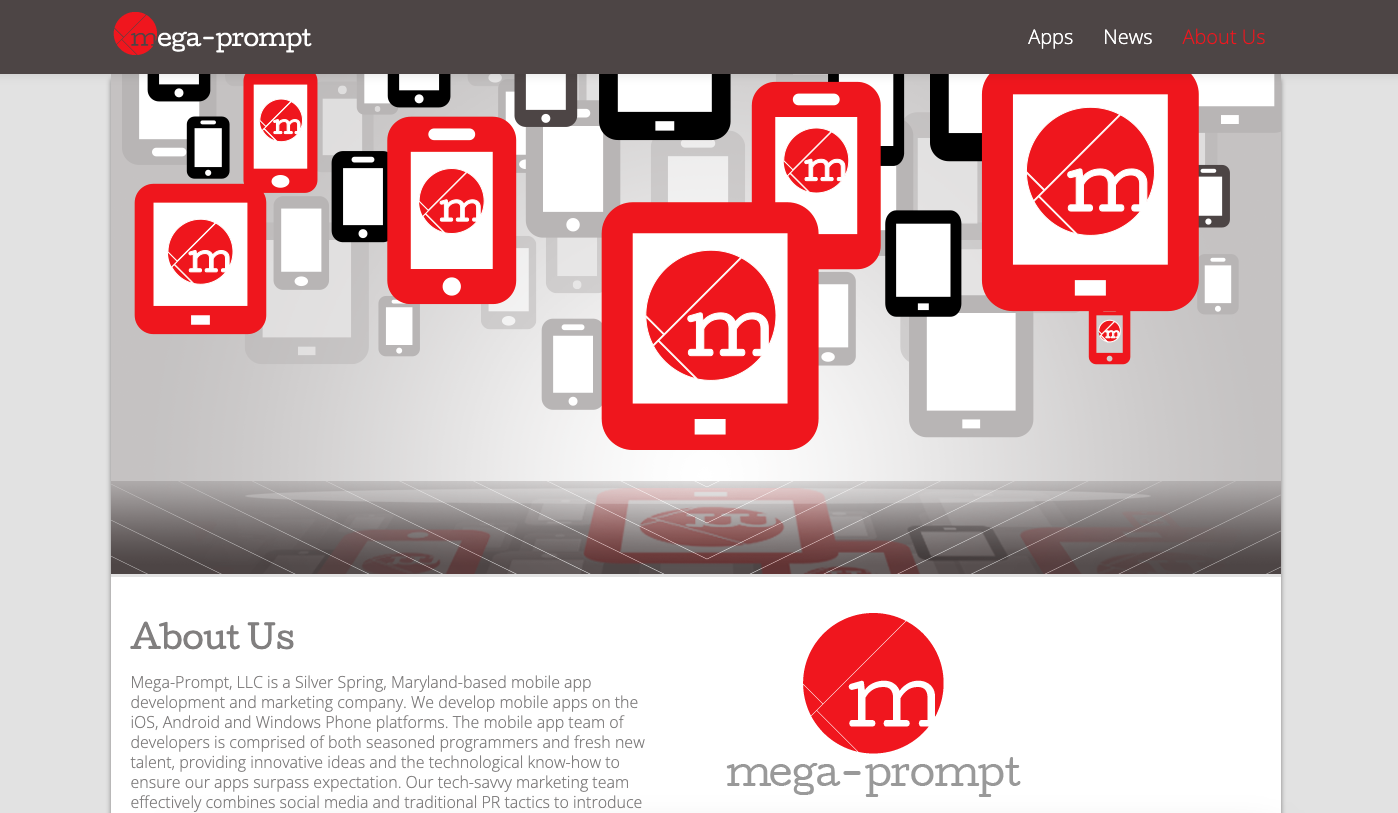 mega-prompt
Apps News About Us
m
m
m
m
m
m
m
About Us
Mega-Prompt, LLC is a Silver Spring, Maryland-based mobile app
development and marketing company. We develop mobile apps on the
iOS, Android and Windows Phone platforms. The mobile app team of
developers is comprised of both seasoned programmers and fresh new
talent, providing innovative ideas and the technological know-how to
ensure our apps surpass expectation. Our tech-savvy marketing team
effectively combines social media and traditional PR tactics to introduce
m
mega-prompt